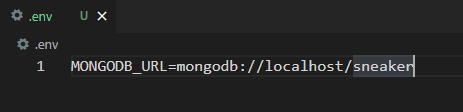 .env U ×
.env
1 MONGODB_URL=mongodb://localhost/sneaker